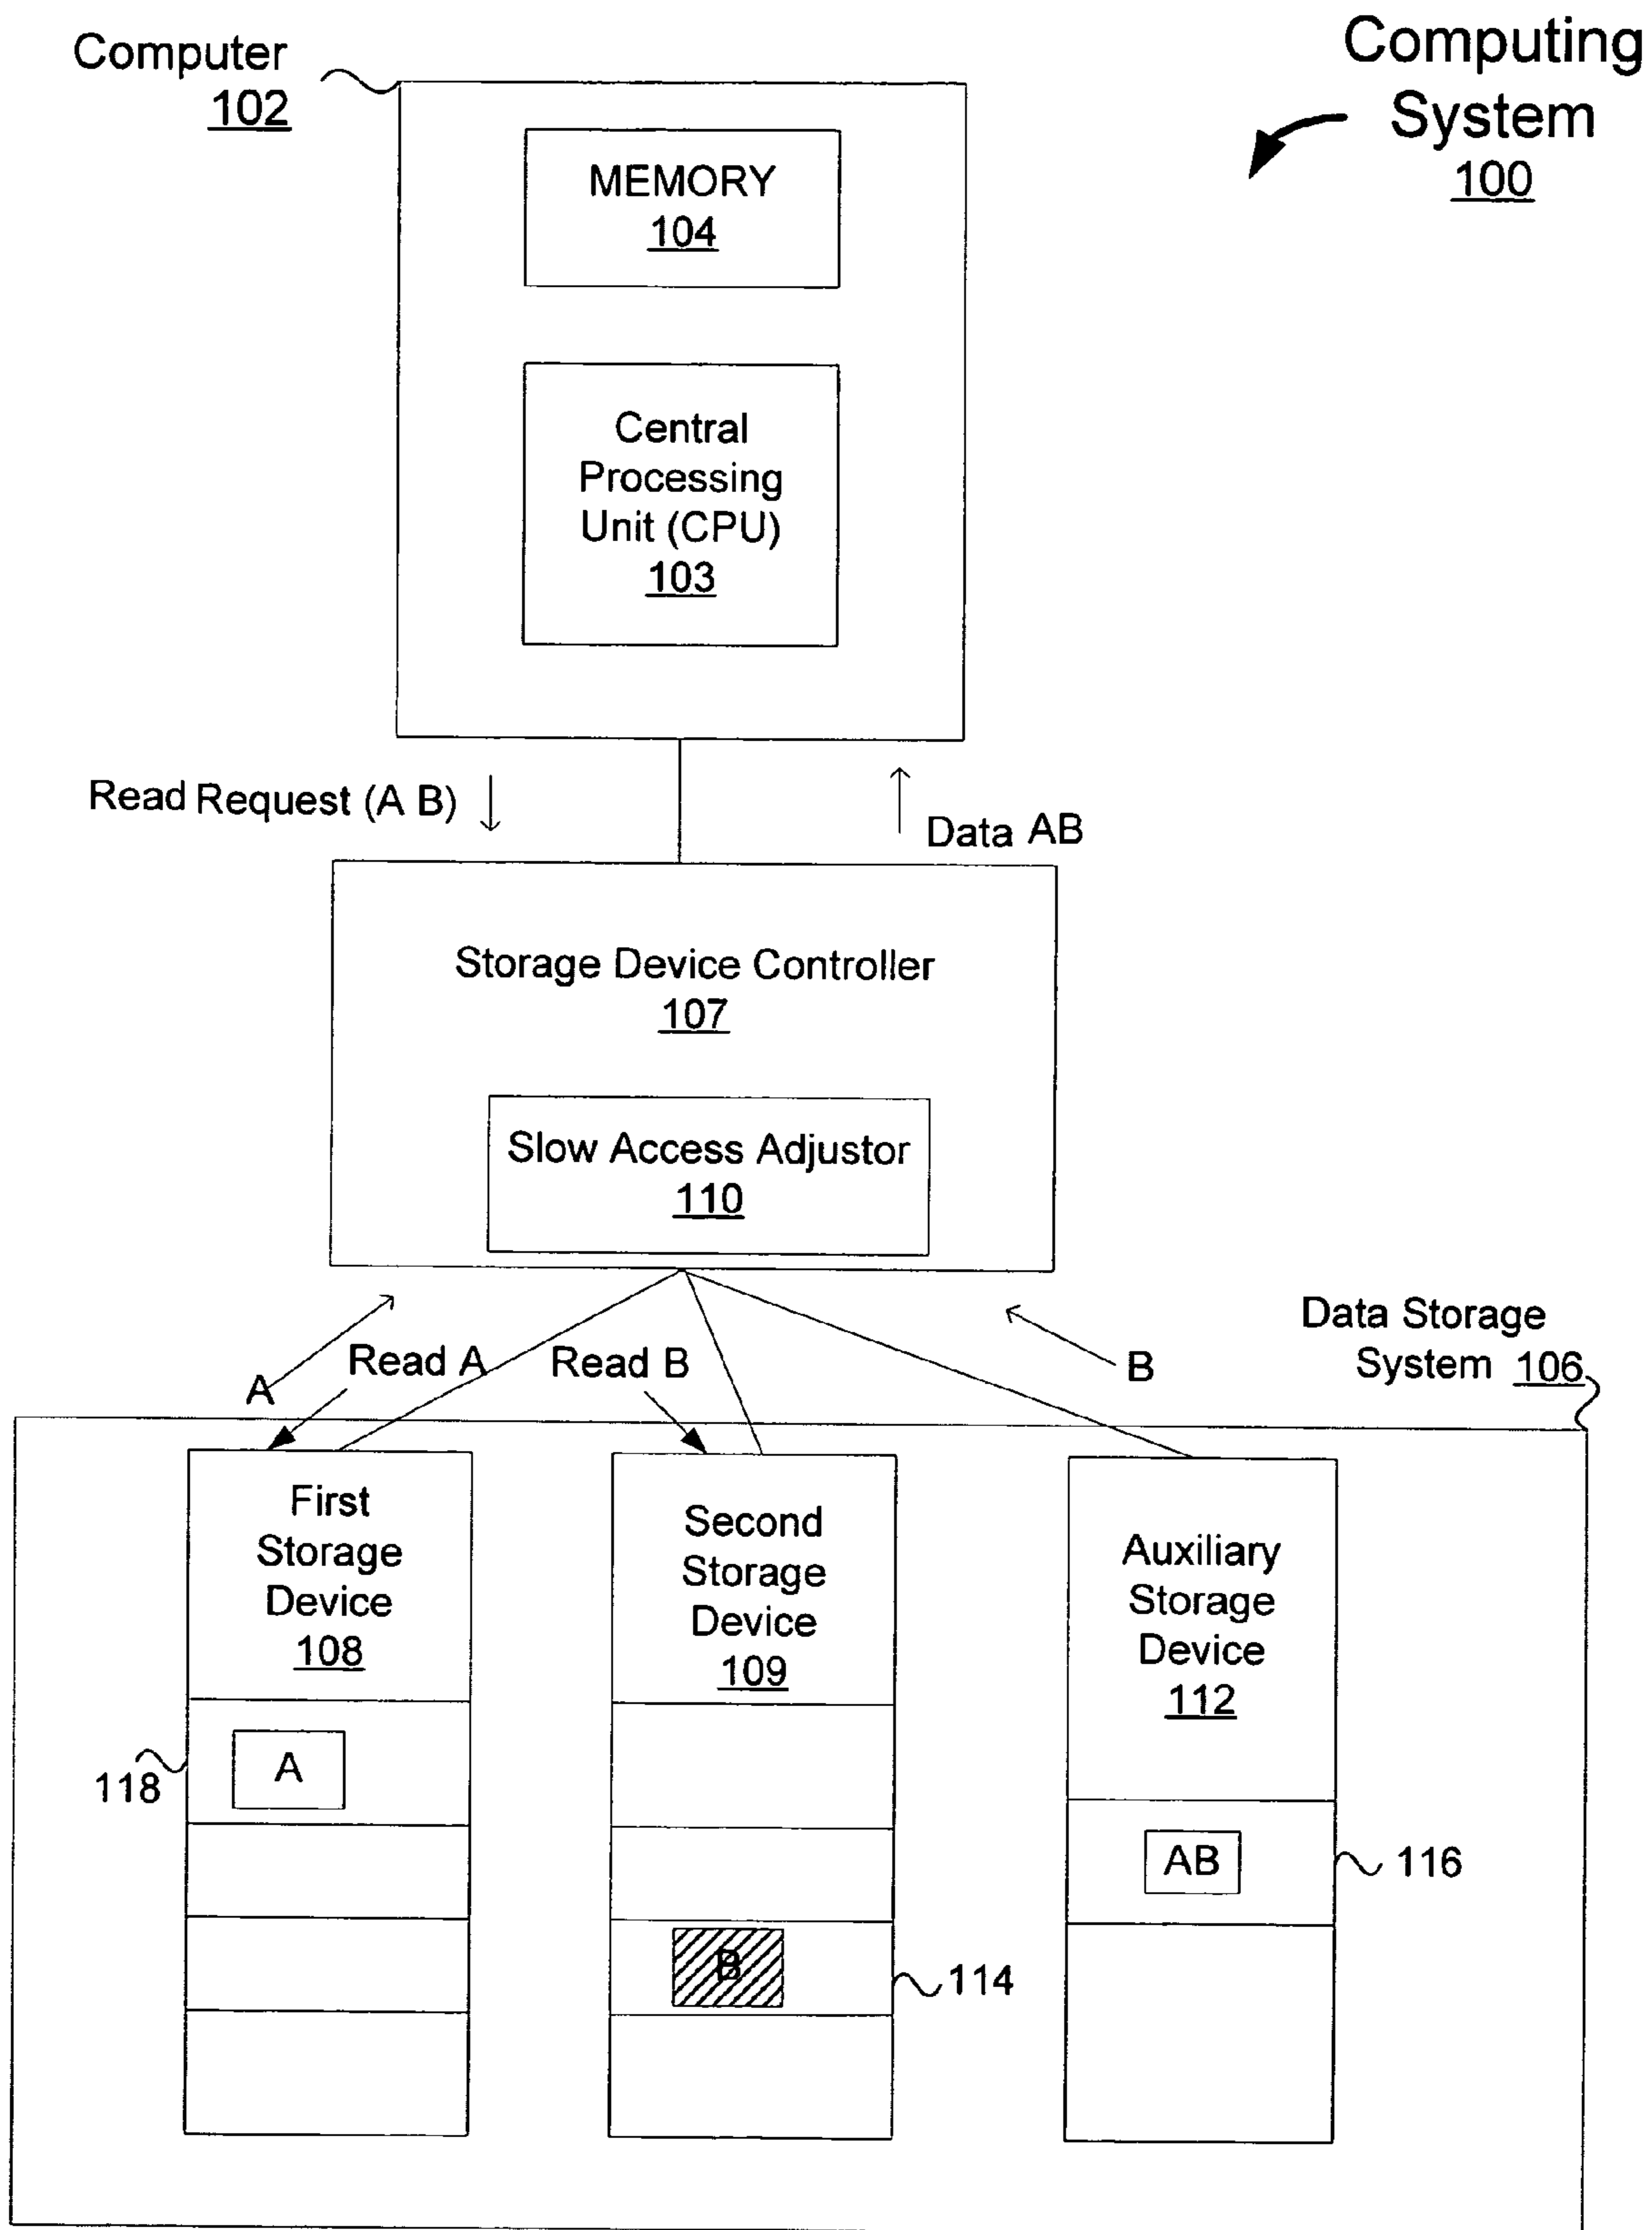 Computing
System
100
Computer
102
MEMORY
104
Central
Processing
Unit (CPU)
103
Read Request (A B)
Data AB
Storage Device Controller
107
Slow Access Adjustor
110
Data Storage
System 106
A
Read A
Read B
B
First
Storage
Device
108
Second
Storage
Device
109
Auxiliary
Storage
Device
112
118
A
AB
116
B
114